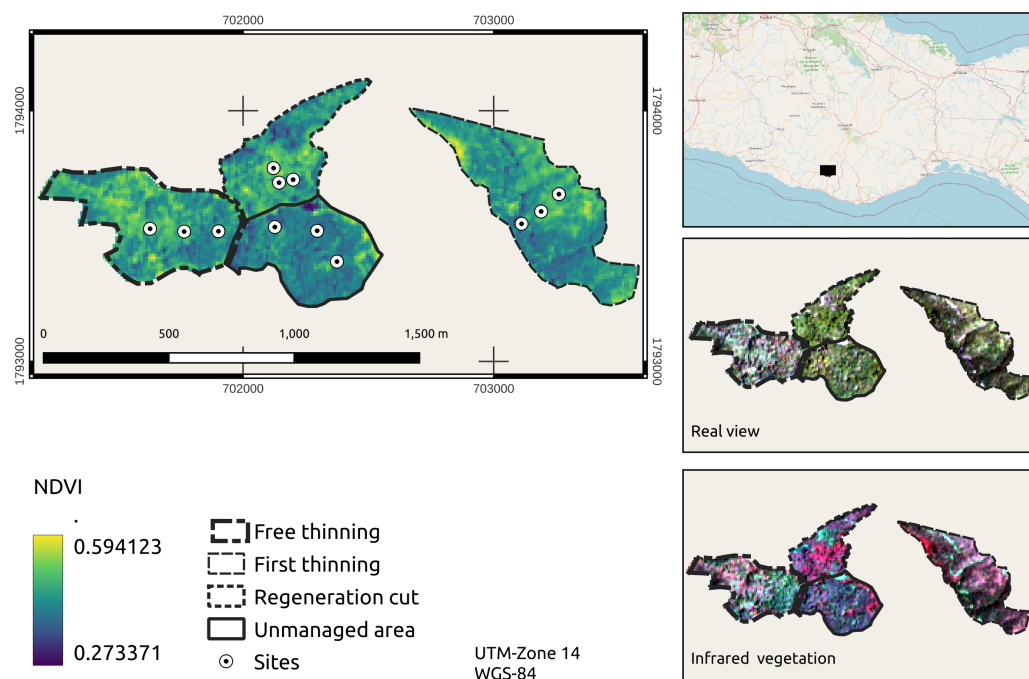 702000
703000
1794000
1794000
0
500
1,000
1,500 m
1793000
1793000
702000
703000
Real view
NDVI
.
0.594123
0.273371
Free thinning
First thinning
Regeneration cut
Unmanaged area
Sites
UTM-Zone 14
WGS-84
Infrared vegetation